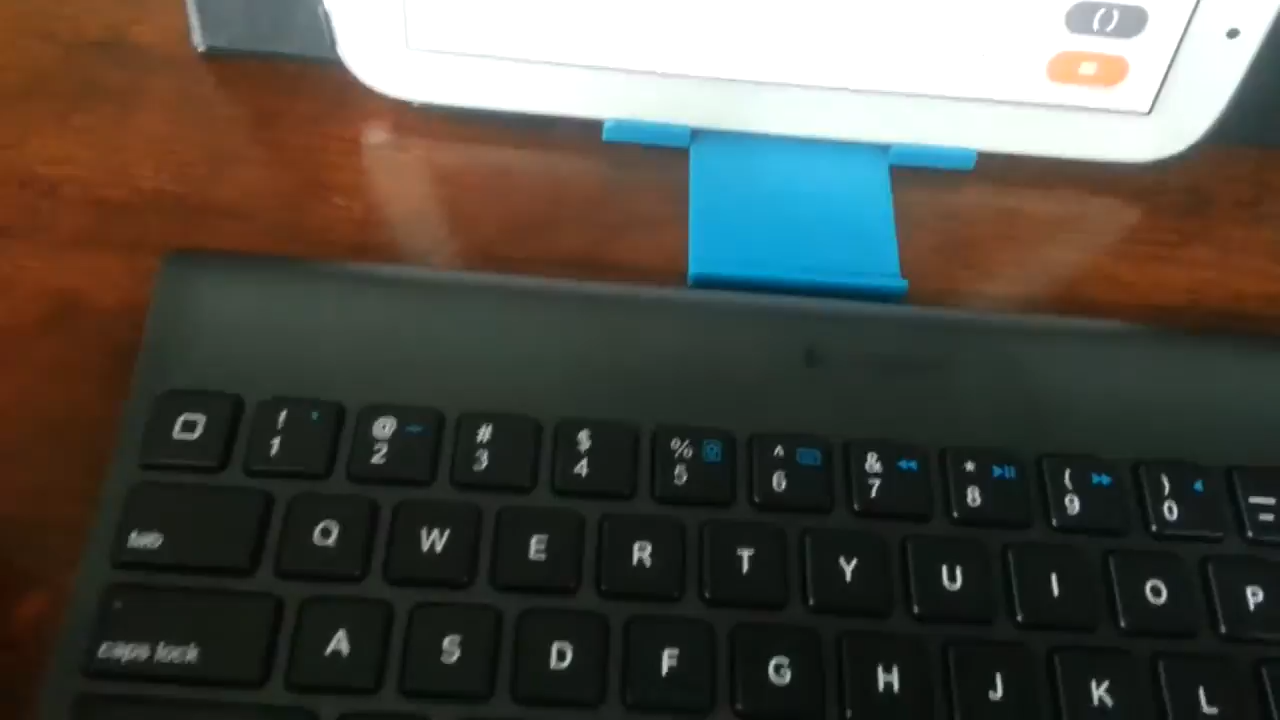 ()
=
! 1 @ 2 # 3 $ 4 % 5 ^ 6 & 7 * 8 ( 9 ) 0
tab Q W E R T Y U I O P
caps lock A S D F G H J K L